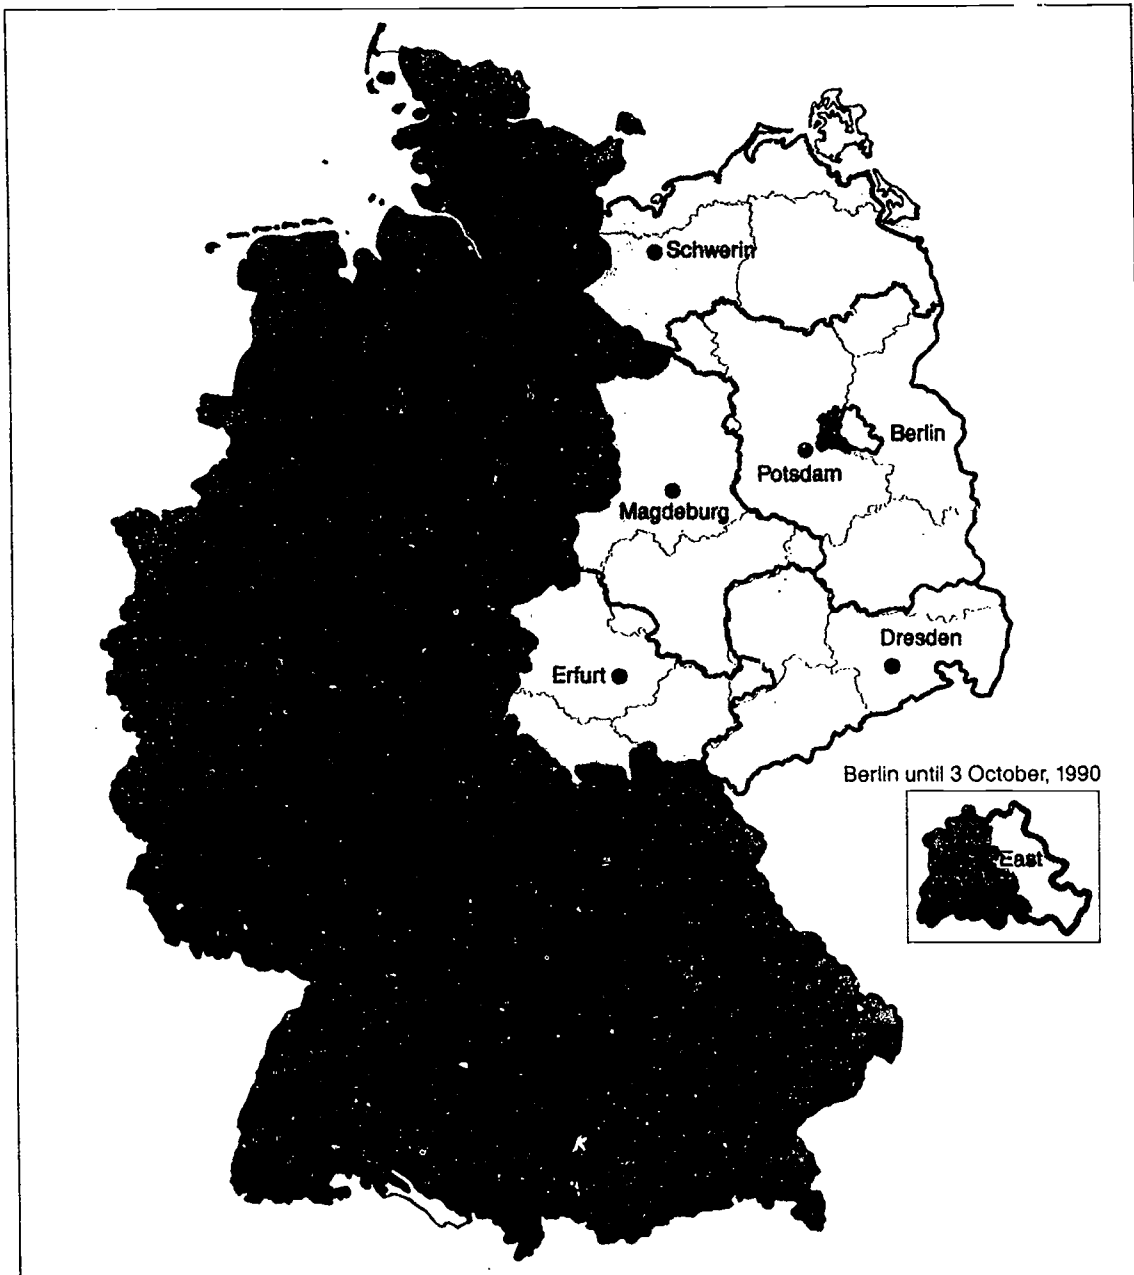 Schwerin
Berlin
Potsdam
Magdeburg
Dresden
Erfurt
Berlin until 3 October, 1990
East